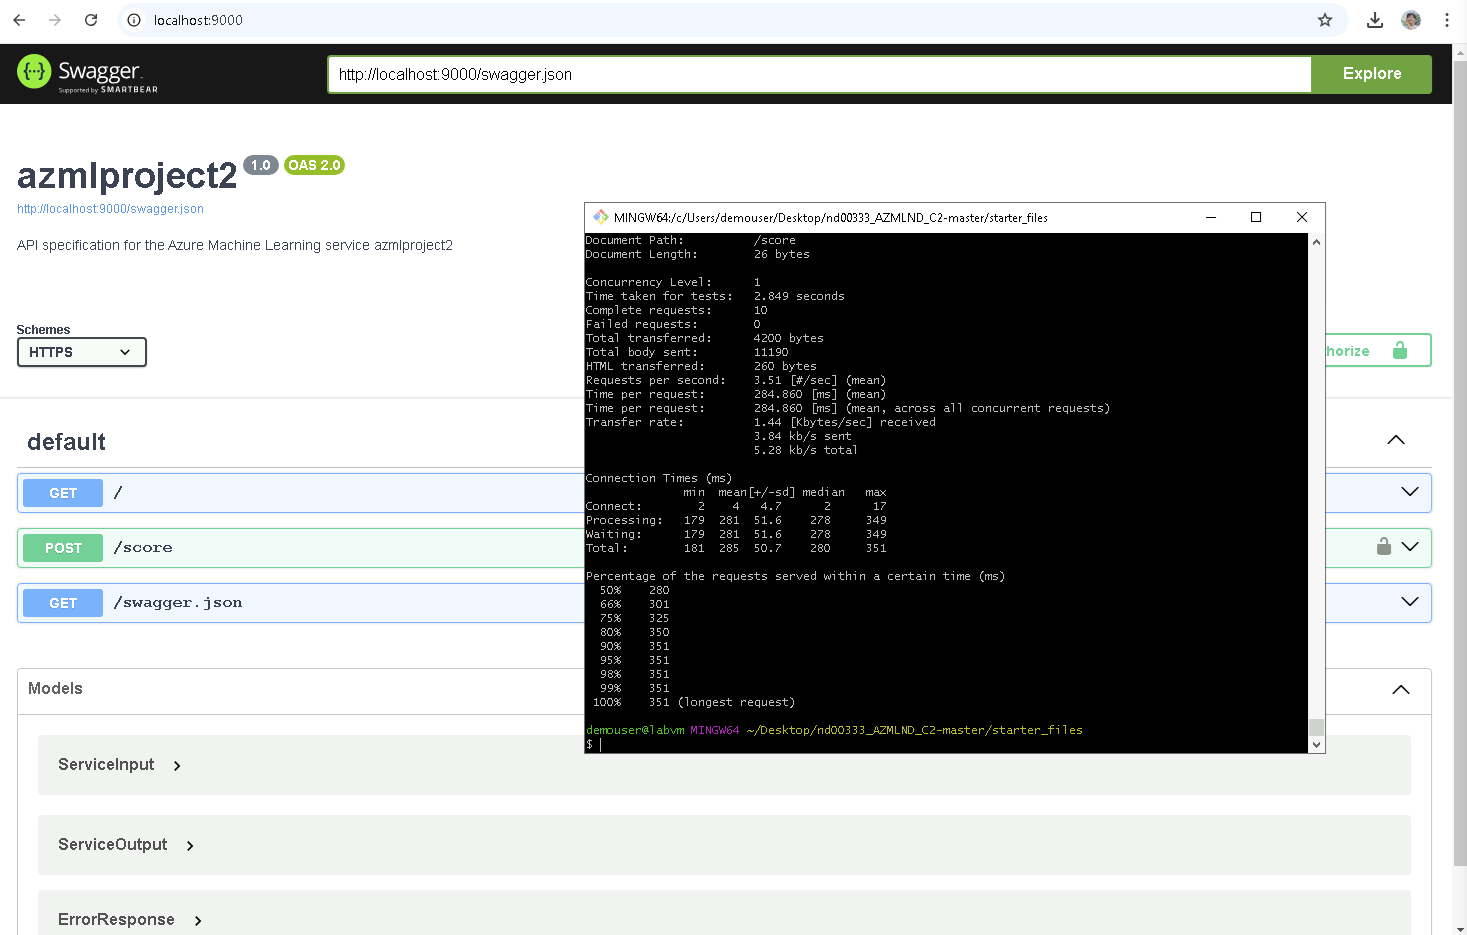 localhost:9000
Swagger.
Supported by SMARTBEAR
http://localhost:9000/swagger.json
Explore
azmlproject2 1.0 OAS 2.0
http://localhost:9000/swagger.json
API specification for the Azure Machine Learning service azmlproject2
Schemes
HTTPS
horize
default
GET /
POST /score
GET /swagger.json
Models
ServiceInput
ServiceOutput
ErrorResponse
MINGW64:/c/Users/demouser/Desktop/nd00333_AZMLND_C2-master/starter_files
Document Path: /score
Document Length: 26 bytes
Concurrency Level: 1
Time taken for tests: 2.849 seconds
Complete requests: 10
Failed requests: 0
Total transferred: 4200 bytes
Total body sent: 11190
HTML transferred: 260 bytes
Requests per second: 3.51 [#/sec] (mean)
Time per request: 284.860 [ms] (mean)
Time per request: 284.860 [ms] (mean, across all concurrent requests)
Transfer rate: 1.44 [Kbytes/sec] received
3.84 kb/s sent
5.28 kb/s total
Connection Times (ms)
min mean[+/-sd] median max
Connect: 2 4 4.7 2 17
Processing: 179 281 51.6 278 349
Waiting: 179 281 51.6 278 349
Total: 181 285 50.7 280 351
Percentage of the requests served within a certain time (ms)
50% 280
66% 301
75% 325
80% 350
90% 351
95% 351
98% 351
99% 351
100% 351 (longest request)
demouser@labvm MINGW64 ~/Desktop/nd00333_AZMLND_C2-master/starter_files
$